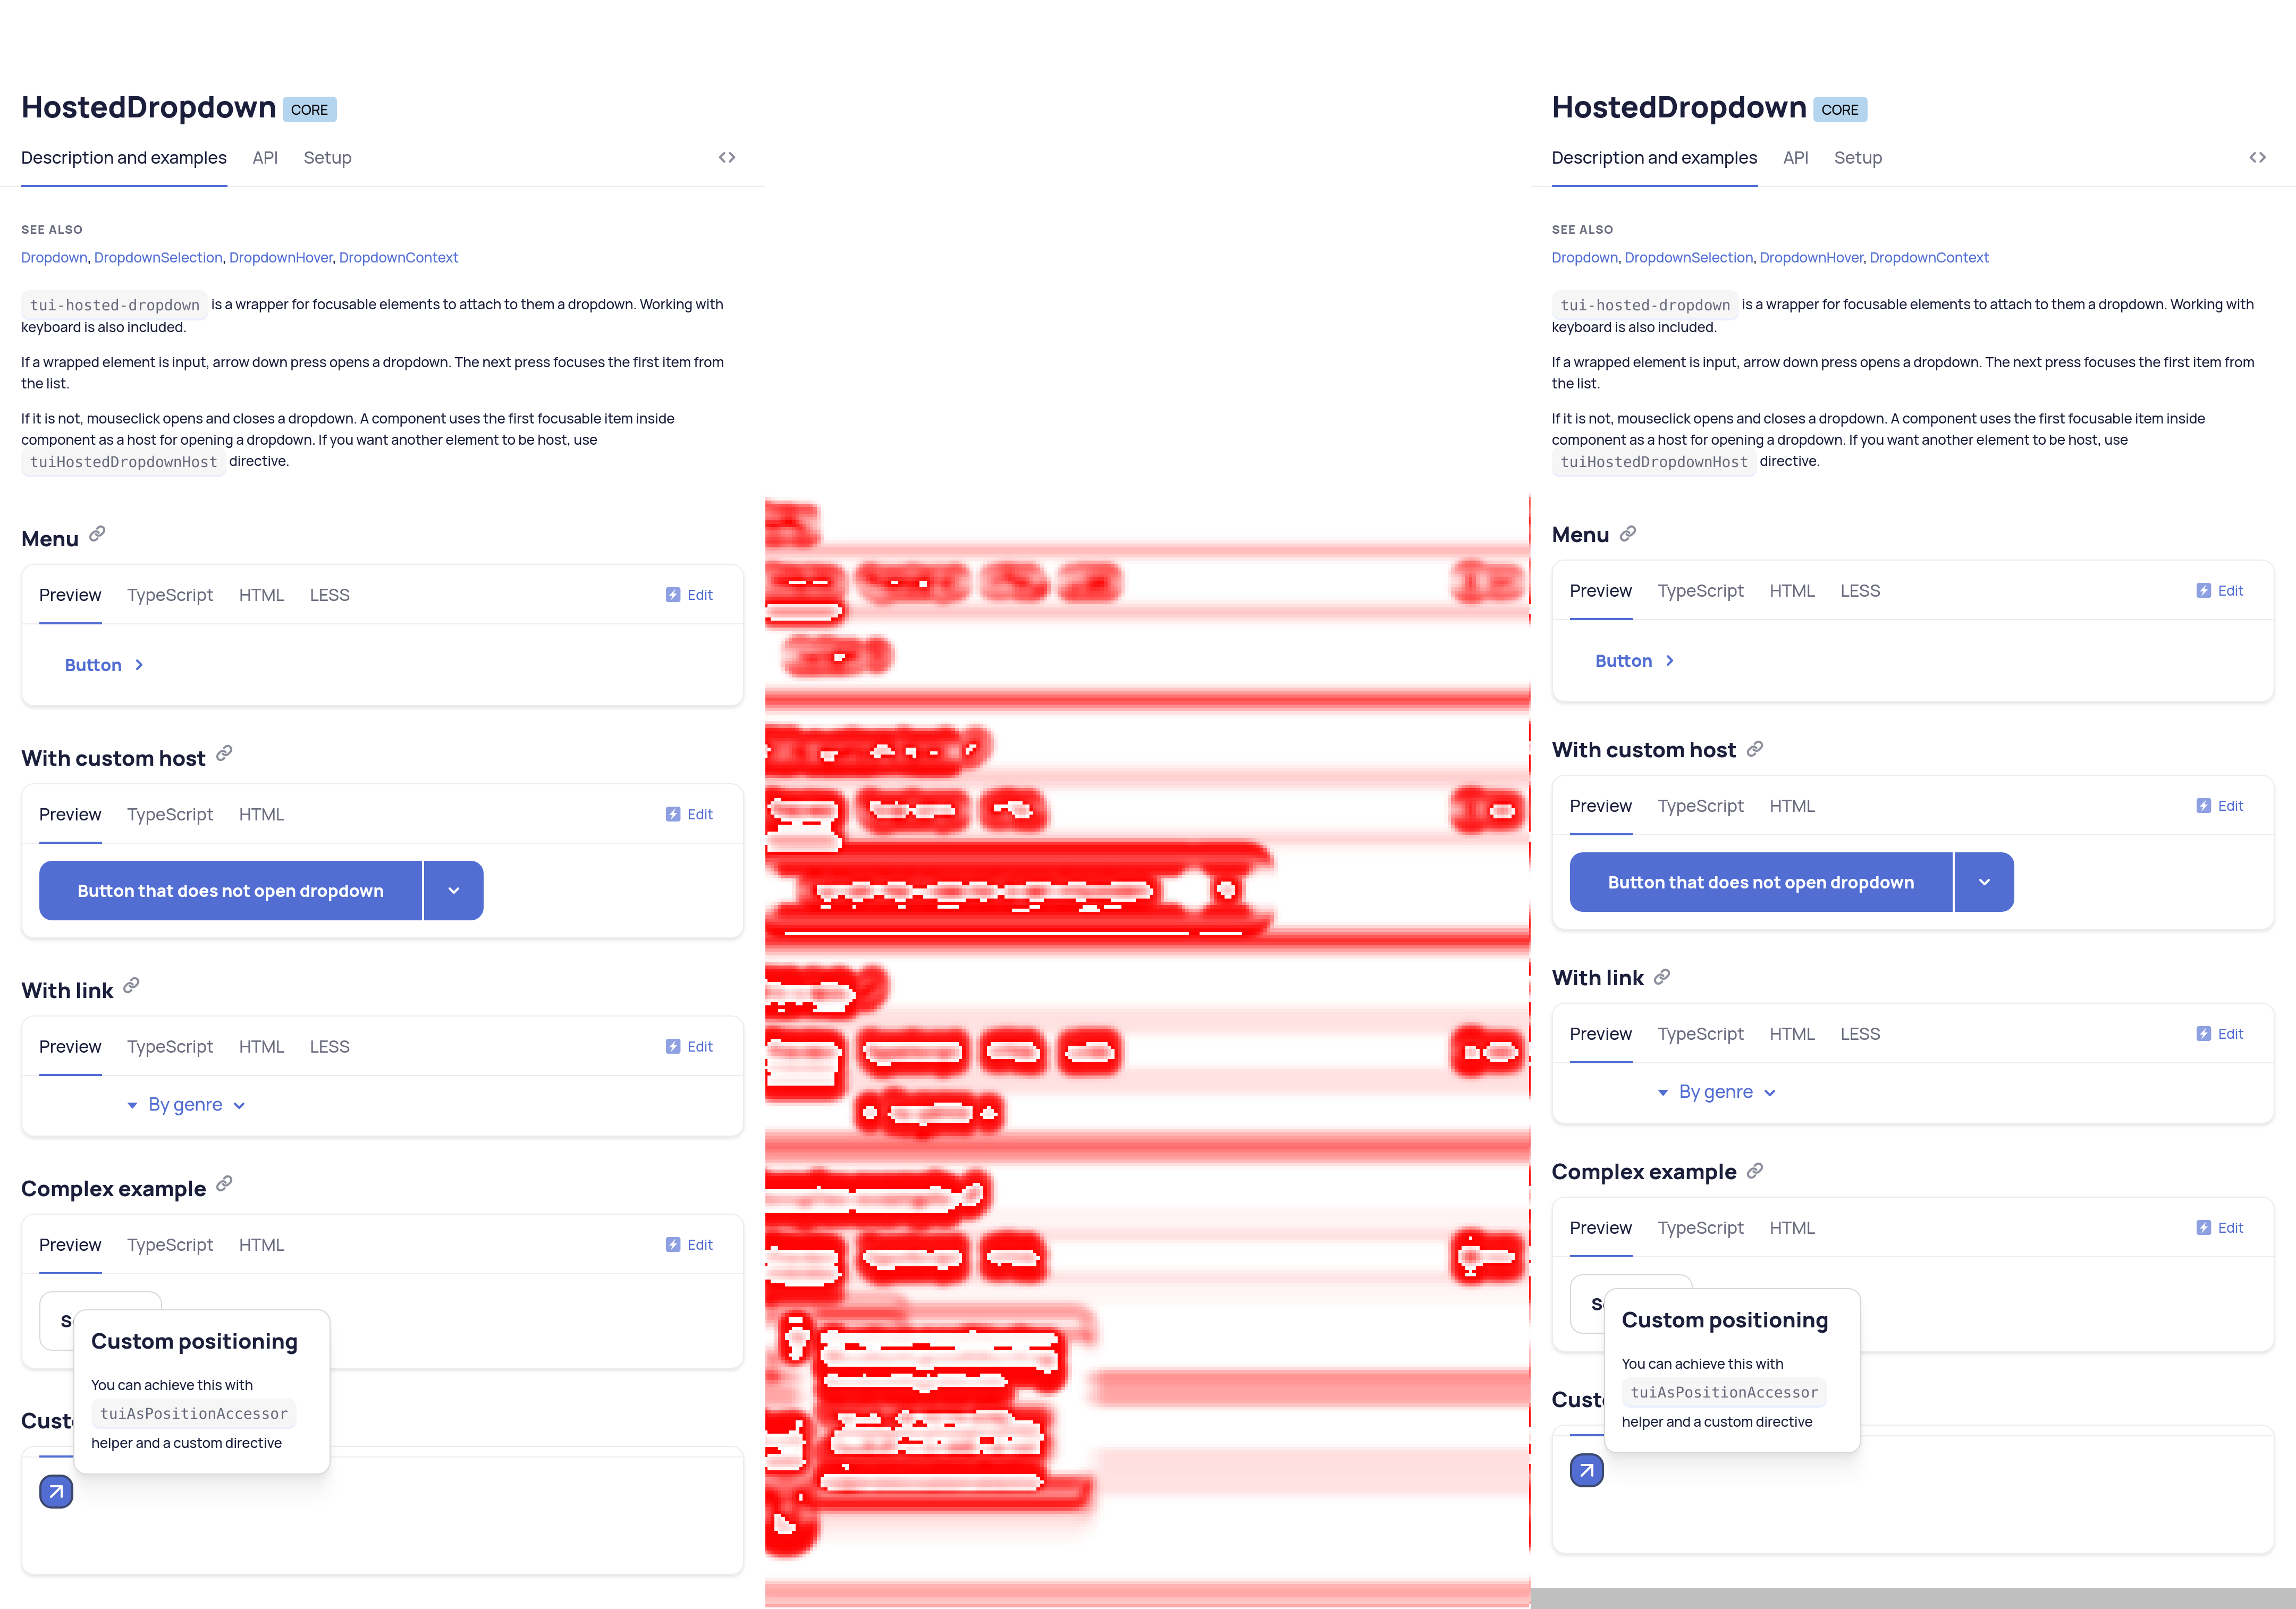 HostedDropdown CORE
Description and examples API Setup
SEE ALSO
Dropdown, DropdownSelection, DropdownHover, DropdownContext
tui-hosted-dropdown is a wrapper for focusable elements to attach to them a dropdown. Working with
keyboard is also included.
If a wrapped element is input, arrow down press opens a dropdown. The next press focuses the first item from
the list.
If it is not, mouseclick opens and closes a dropdown. A component uses the first focusable item inside
component as a host for opening a dropdown. If you want another element to be host, use
tuiHostedDropdownHost directive.
Menu
Preview TypeScript HTML LESS Edit
Button
With custom host
Preview TypeScript HTML Edit
Button that does not open dropdown
With link
Preview TypeScript HTML LESS Edit
By genre
Complex example
Preview TypeScript HTML Edit
Custom positioning
You can achieve this with
tuiAsPositionAccessor
helper and a custom directive
HostedDropdown CORE
Description and examples API Setup
SEE ALSO
Dropdown, DropdownSelection, DropdownHover, DropdownContext
tui-hosted-dropdown is a wrapper for focusable elements to attach to them a dropdown. Working with
keyboard is also included.
If a wrapped element is input, arrow down press opens a dropdown. The next press focuses the first item from
the list.
If it is not, mouseclick opens and closes a dropdown. A component uses the first focusable item inside
component as a host for opening a dropdown. If you want another element to be host, use
tuiHostedDropdownHost directive.
Menu
Preview TypeScript HTML LESS Edit
Button
With custom host
Preview TypeScript HTML Edit
Button that does not open dropdown
With link
Preview TypeScript HTML LESS Edit
By genre
Complex example
Preview TypeScript HTML Edit
Custom positioning
You can achieve this with
tuiAsPositionAccessor
helper and a custom directive